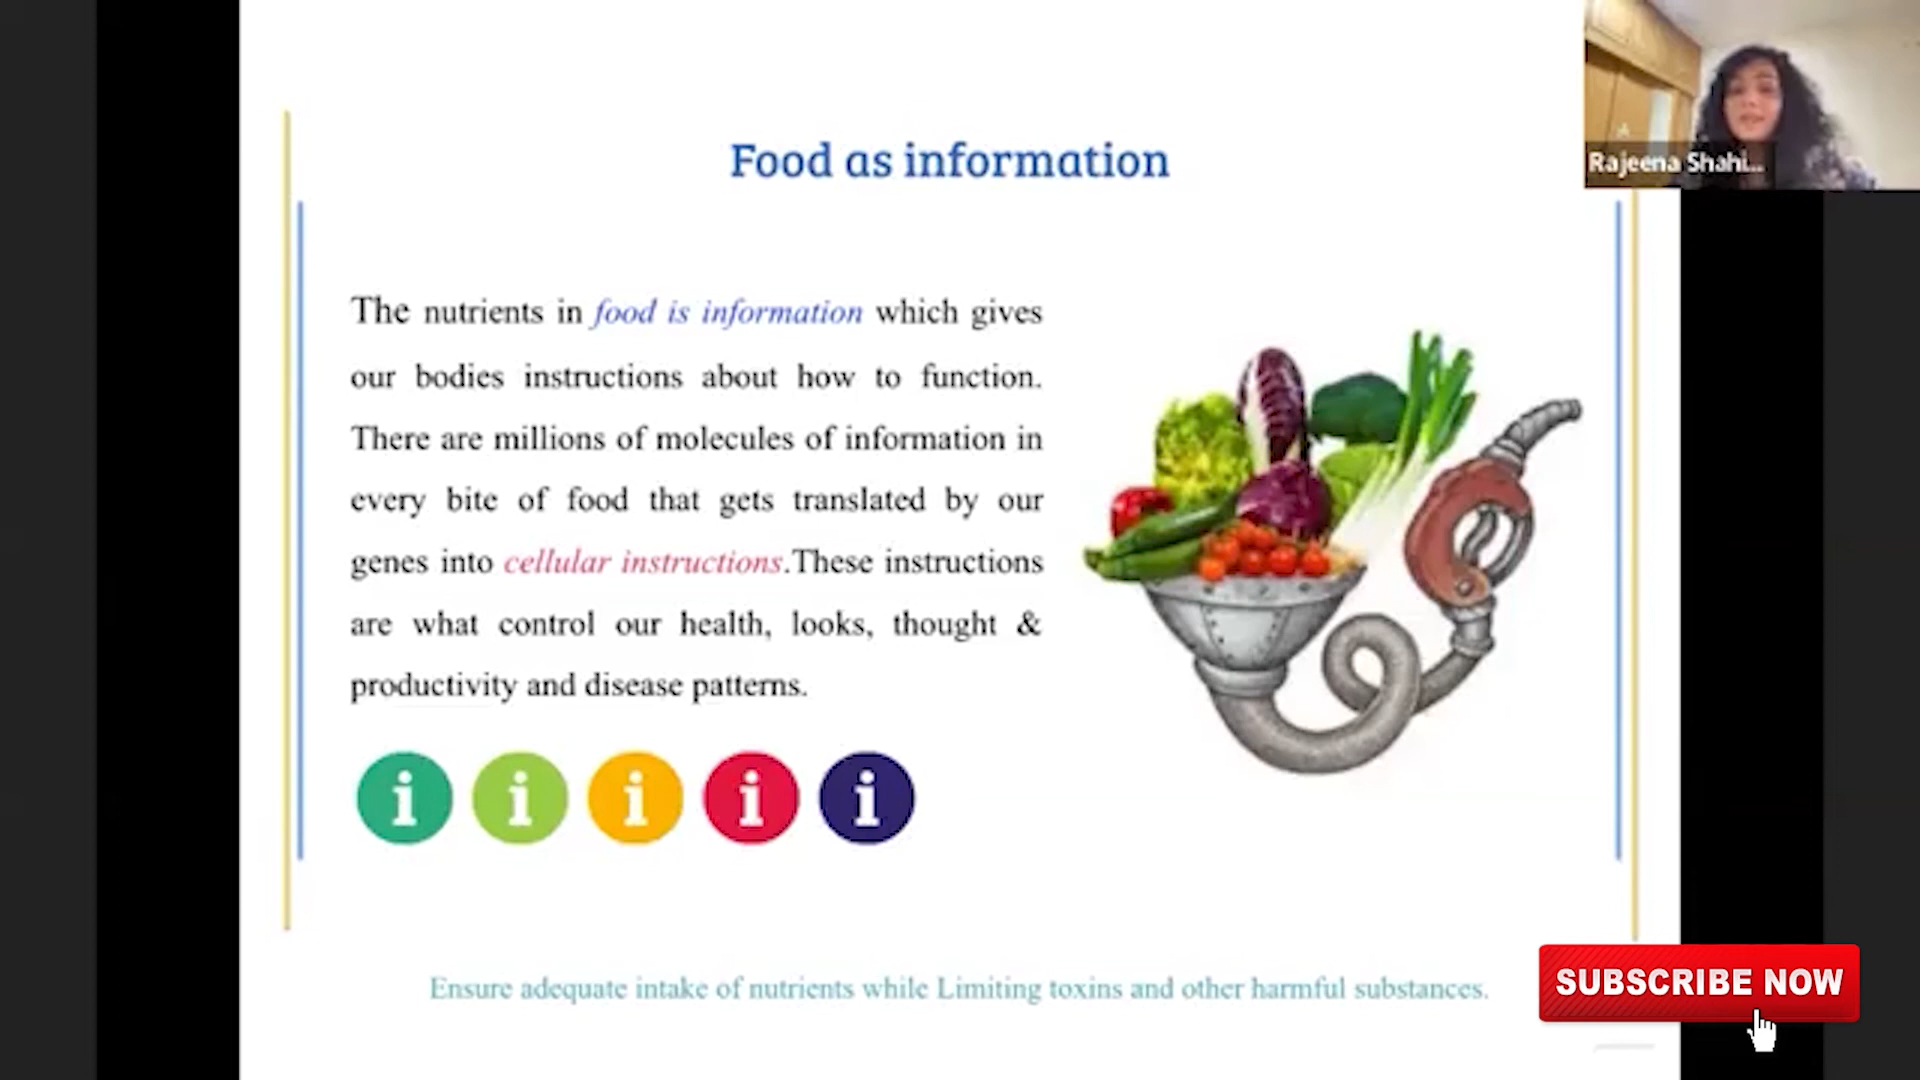 Food as information
Rajeena Shahi...
The nutrients in food is information which gives
our bodies instructions about how to function.
There are millions of molecules of information in
every bite of food that gets translated by our
genes into cellular instructions.These instructions
are what control our health, looks, thought &
productivity and disease patterns.
i i i i i
Ensure adequate intake of nutrients while Limiting toxins and other harmful substances.
SUBSCRIBE NOW